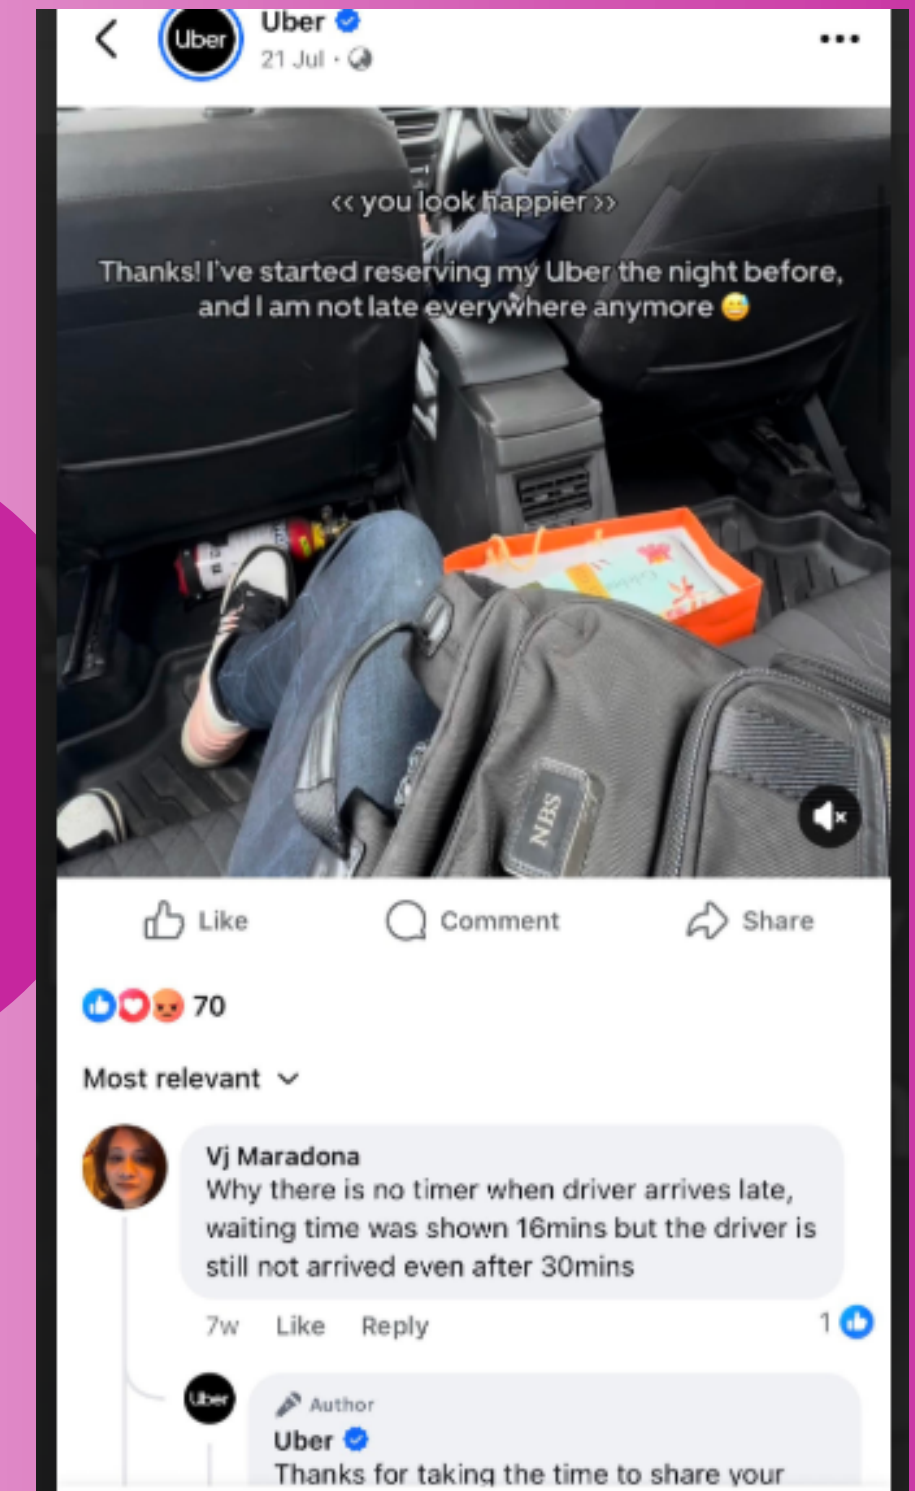 Uber
Uber
21 Jul
<< you look happier >>
Thanks! I've started reserving my Uber the night before,
and I am not late everywhere anymore 😅
NBS
Like Comment Share
70
Most relevant
Vj Maradona
Why there is no timer when driver arrives late,
waiting time was shown 16mins but the driver is
still not arrived even after 30mins
7w Like Reply 1
Uber
Author
Uber
Thanks for taking the time to share your